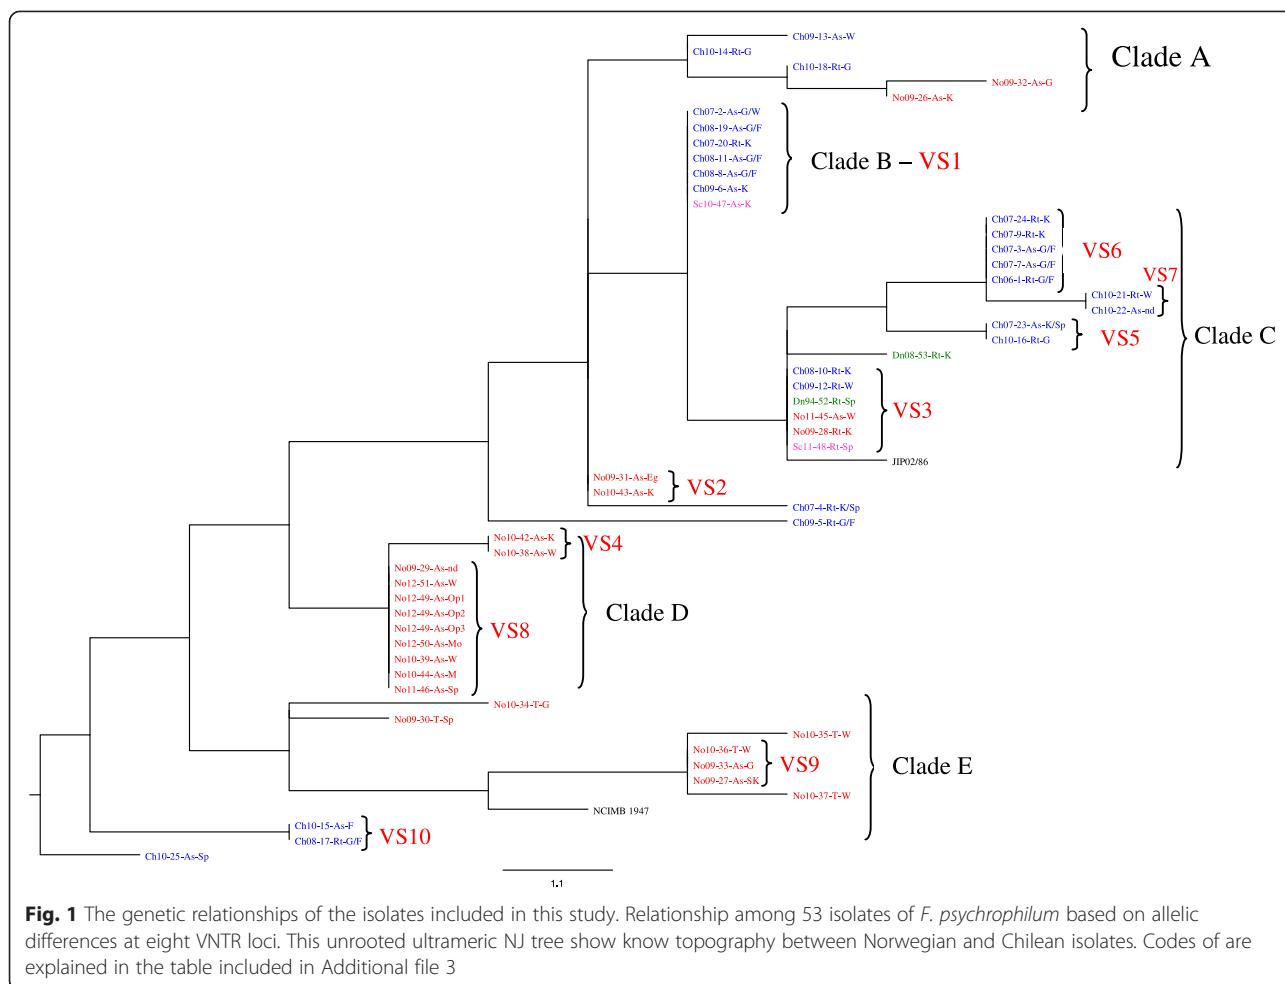 Ch09-13-As-W
Ch10-14-Rt-G
Clade A
Ch10-18-Rt-G
No09-32-As-G
No09-26-As-K
Ch07-2-As-G/W
Ch08-19-As-G/F
Ch07-20-Rt-K
Ch08-11-As-G/F
Clade B – VS1
Ch08-8-As-G/F
Ch09-6-As-K
Sc10-47-As-K
Ch07-24-Rt-K
Ch07-9-Rt-K
Ch07-3-As-G/F
VS6
Ch07-7-As-G/F
Ch06-1-Rt-G/F
VS7
Ch10-21-Rt-W
Ch10-22-As-nd
Ch07-23-As-K/Sp
Ch10-16-Rt-G
VS5
Clade C
Dn08-53-Rt-K
Ch08-10-Rt-K
Ch09-12-Rt-W
Dn94-52-Rt-Sp
VS3
No11-45-As-W
No09-28-Rt-K
Sc11-48-Rt-Sp
JIP02/86
No09-31-As-Eg
No10-43-As-K
VS2
Ch07-4-Rt-K/Sp
Ch09-5-Rt-G/F
No10-42-As-K
No10-38-As-W
VS4
No09-29-As-nd
No12-51-As-W
No12-49-As-Op1
No12-49-As-Op2
Clade D
No12-49-As-Op3
VS8
No12-50-As-Mo
No10-39-As-W
No10-44-As-M
No11-46-As-Sp
No10-34-T-G
No09-30-T-Sp
No10-35-T-W
No10-36-T-W
No09-33-As-G
VS9
Clade E
No09-27-As-SK
No10-37-T-W
NCIMB 1947
Ch10-15-As-F
Ch08-17-Rt-G/F
VS10
Ch10-25-As-Sp
1.1
Fig. 1 The genetic relationships of the isolates included in this study. Relationship among 53 isolates of F. psychrophilum based on allelic
differences at eight VNTR loci. This unrooted ultrameric NJ tree show know topography between Norwegian and Chilean isolates. Codes of are
explained in the table included in Additional file 3